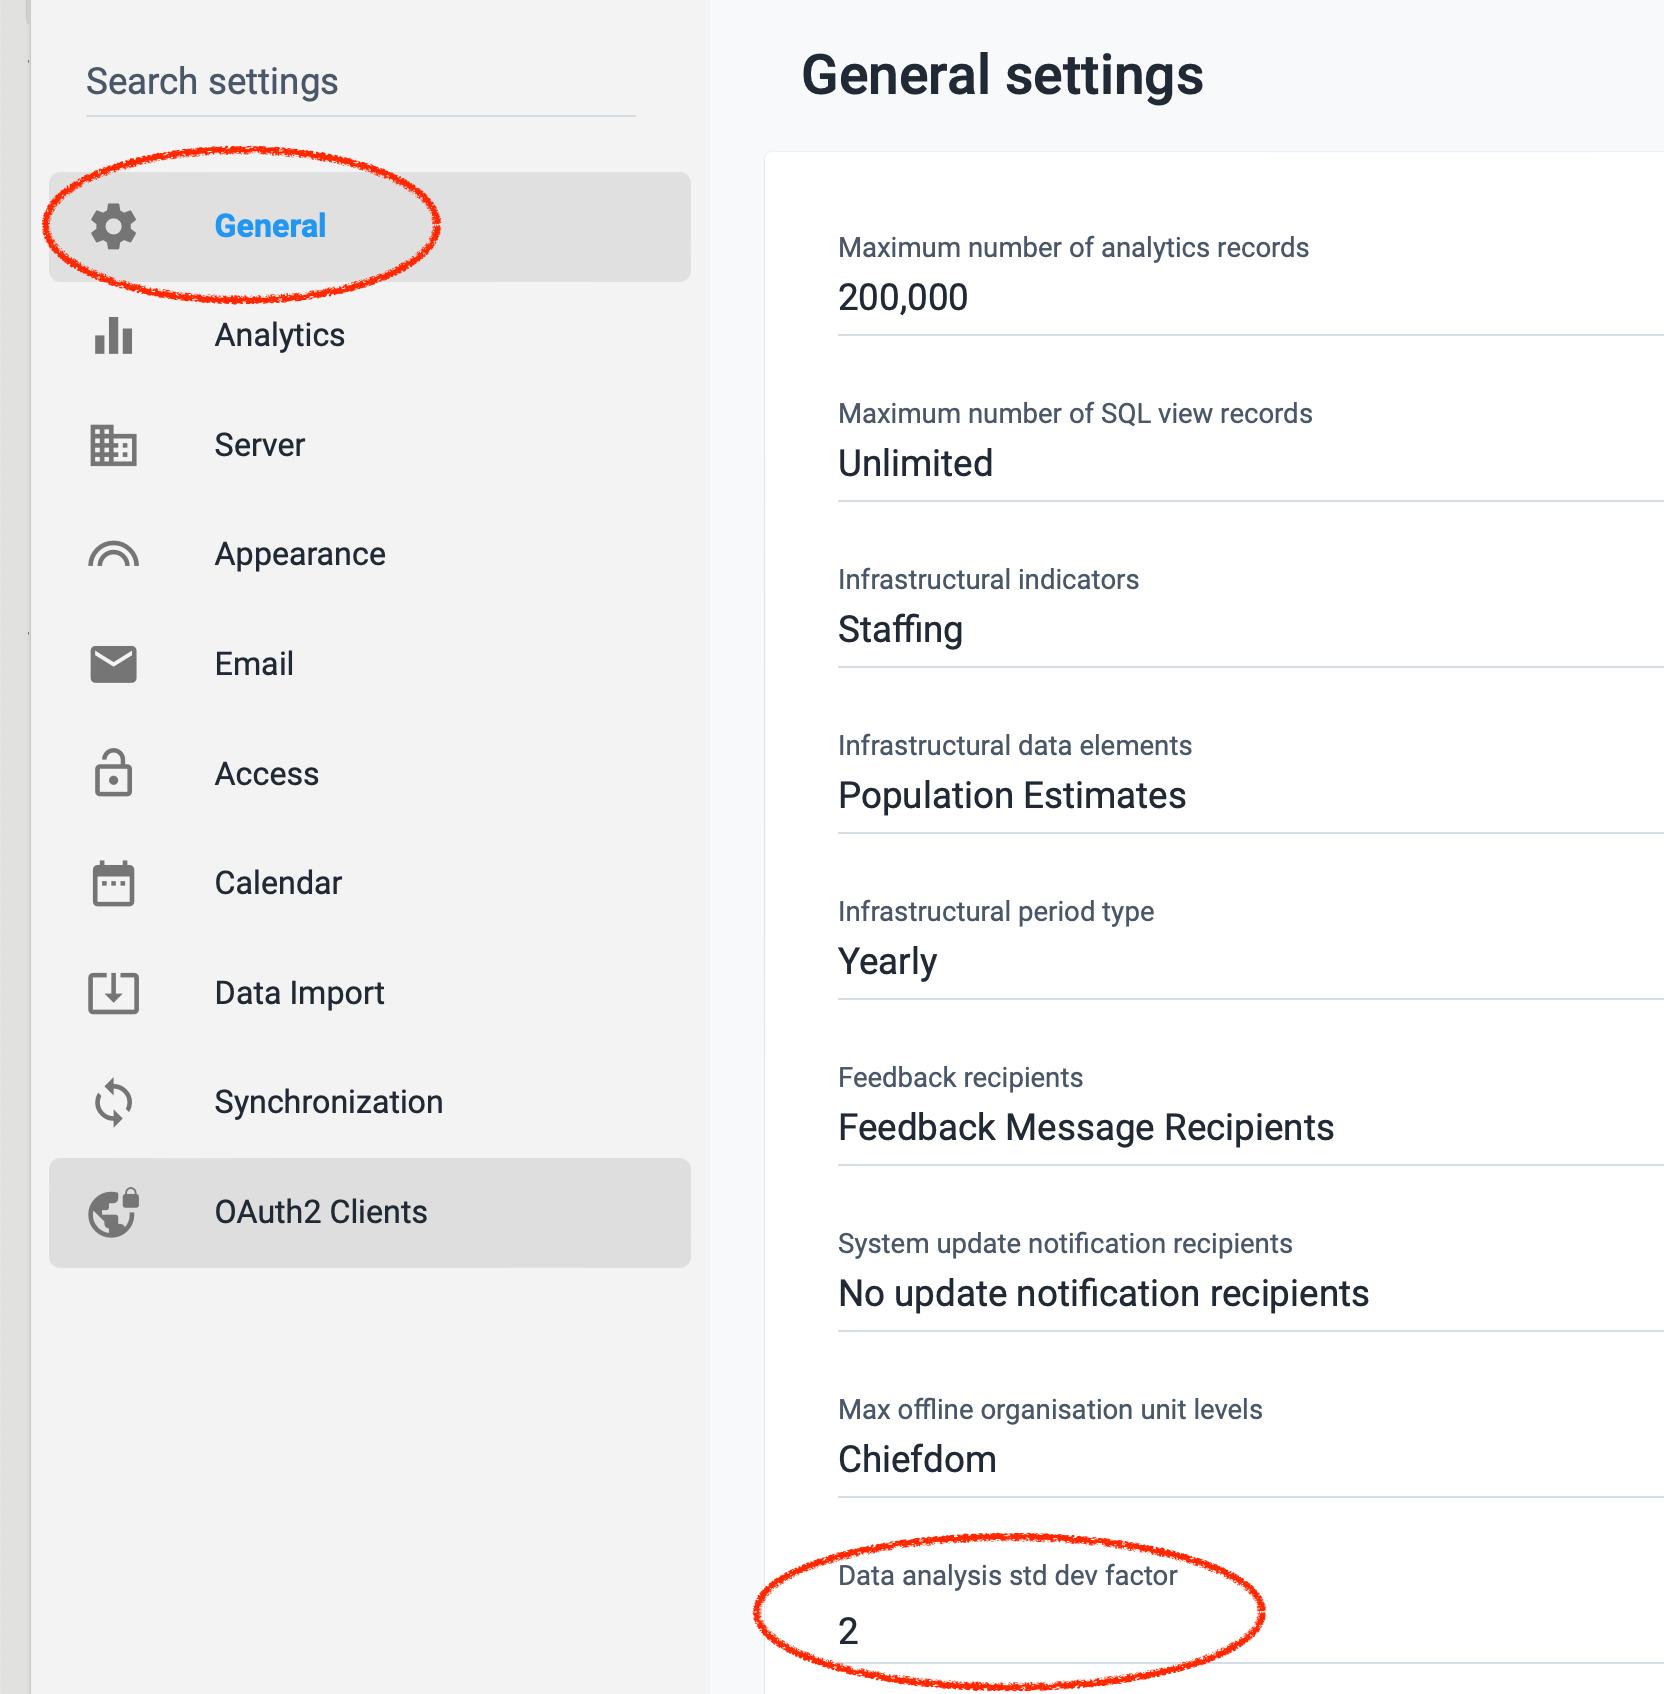 Search settings
General
Analytics
Server
Appearance
Email
Access
Calendar
Data Import
Synchronization
OAuth2 Clients
General settings
Maximum number of analytics records
200,000
Maximum number of SQL view records
Unlimited
Infrastructural indicators
Staffing
Infrastructural data elements
Population Estimates
Infrastructural period type
Yearly
Feedback recipients
Feedback Message Recipients
System update notification recipients
No update notification recipients
Max offline organisation unit levels
Chiefdom
Data analysis std dev factor
2